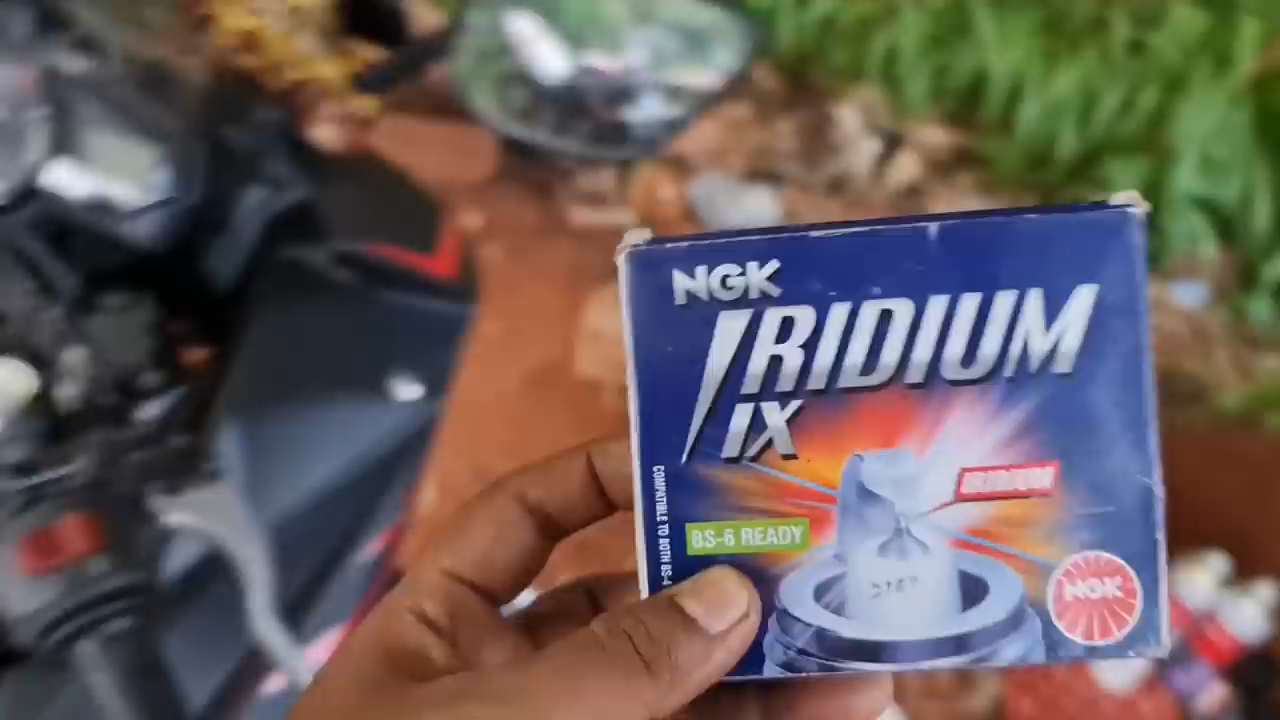 NGK
IRIDIUM
IX
IRIDIUM
BS-6 READY
COMPATIBLE TO BOTH BS-4
NGK